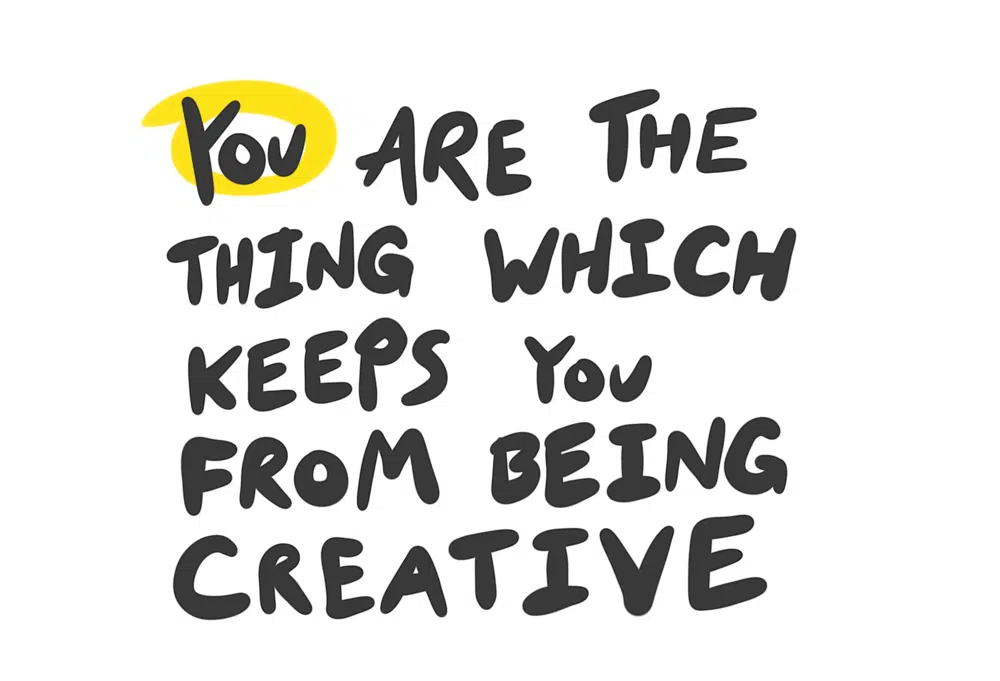 YOU ARE THE
THING WHICH
KEEPS YOU
FROM BEING
CREATIVE